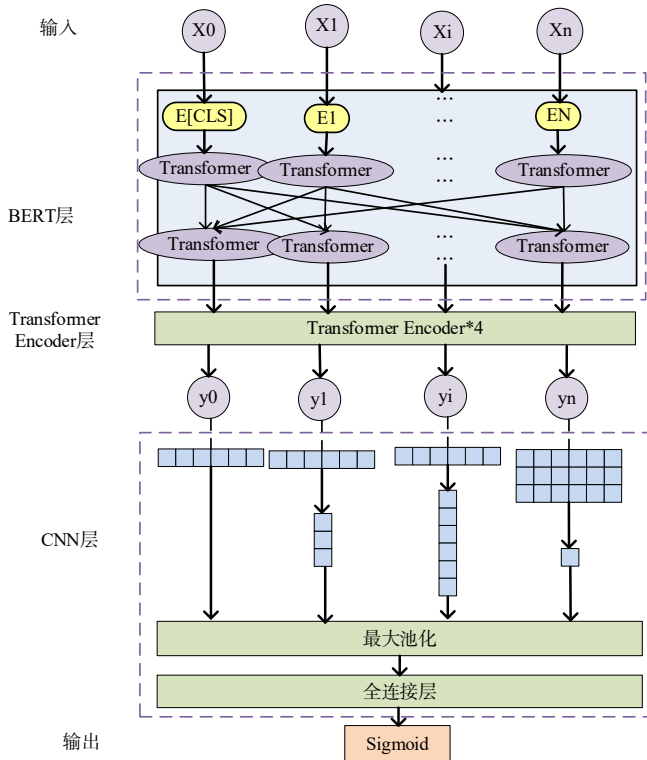 输入 X0 X1 Xi Xn
E[CLS] E1 ... EN
...
Transformer Transformer ... Transformer
...
BERT层
Transformer Transformer ... Transformer
...
Transformer
Encoder层
Transformer Encoder*4
y0 y1 yi yn
CNN层
最大池化
全连接层
输出 Sigmoid